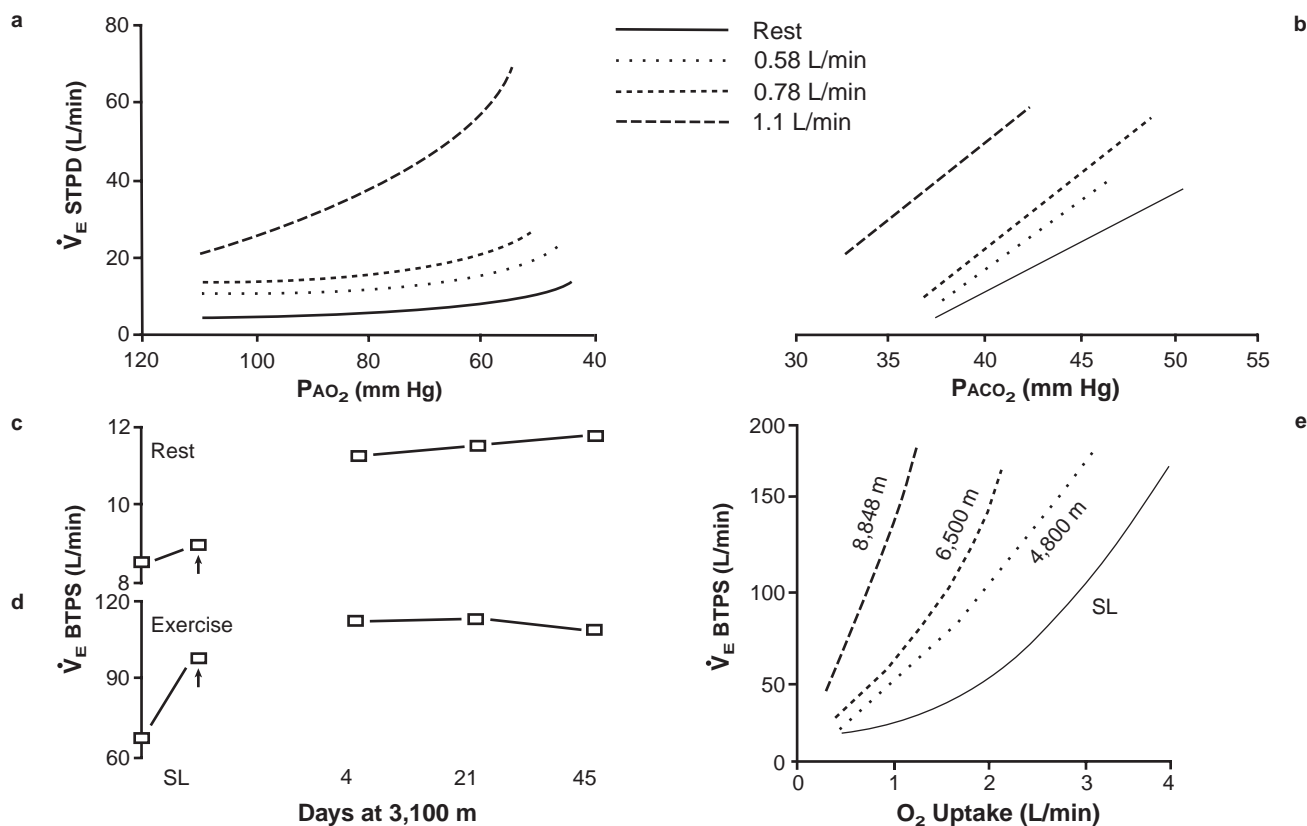 a
80
60
40
20
0
V̇E STPD (L/min)
120 100 80 60 40
PAO2 (mm Hg)
Rest
0.58 L/min
0.78 L/min
1.1 L/min
b
30 35 40 45 50 55
PACO2 (mm Hg)
c
12
10
8
Rest
d
120
90
60
Exercise
V̇E BTPS (L/min)
SL 4 21 45
Days at 3,100 m
e
200
150
100
50
0
V̇E BTPS (L/min)
8,848 m
6,500 m
4,800 m
SL
0 1 2 3 4
O2 Uptake (L/min)